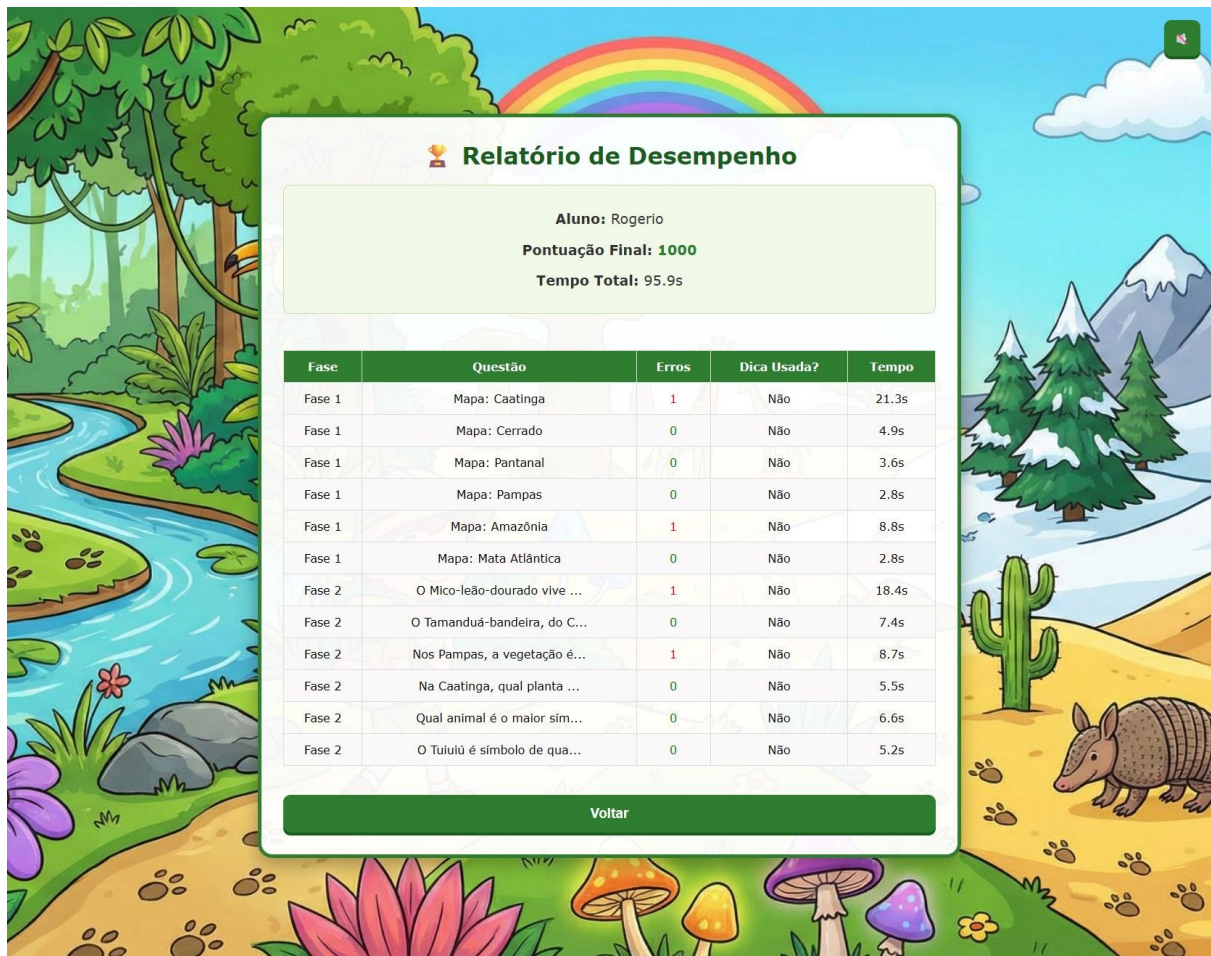 🏆 Relatório de Desempenho
Aluno: Rogerio
Pontuação Final: 1000
Tempo Total: 95.9s
Fase Questão Erros Dica Usada? Tempo
Fase 1 Mapa: Caatinga 1 Não 21.3s
Fase 1 Mapa: Cerrado 0 Não 4.9s
Fase 1 Mapa: Pantanal 0 Não 3.6s
Fase 1 Mapa: Pampas 0 Não 2.8s
Fase 1 Mapa: Amazônia 1 Não 8.8s
Fase 1 Mapa: Mata Atlântica 0 Não 2.8s
Fase 2 O Mico-leão-dourado vive ... 1 Não 18.4s
Fase 2 O Tamanduá-bandeira, do C... 0 Não 7.4s
Fase 2 Nos Pampas, a vegetação é... 1 Não 8.7s
Fase 2 Na Caatinga, qual planta ... 0 Não 5.5s
Fase 2 Qual animal é o maior sím... 0 Não 6.6s
Fase 2 O Tuiuiú é símbolo de qua... 0 Não 5.2s
Voltar